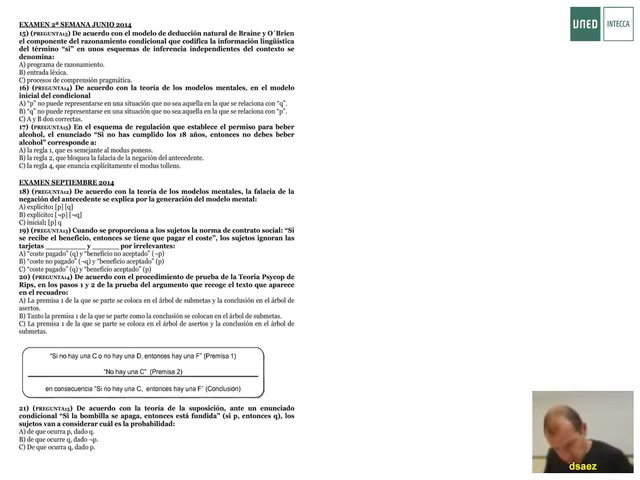 EXAMEN 2ª SEMANA JUNIO 2014
15) (PREGUNTA13) De acuerdo con el modelo de deducción natural de Braine y O´Brien
el componente del razonamiento condicional que codifica la información lingüística
del término "si" en unos esquemas de inferencia independientes del contexto se
denomina:
A) programa de razonamiento.
B) entrada léxica.
C) procesos de comprensión pragmática.
16) (PREGUNTA14) De acuerdo con la teoría de los modelos mentales, en el modelo
inicial del condicional
A) "p" no puede representarse en una situación que no sea aquella en la que se relaciona con "q".
B) "q" no puede representarse en una situación que no sea aquella en la que se relaciona con "p".
C) A y B don correctas.
17) (PREGUNTA15) En el esquema de regulación que establece el permiso para beber
alcohol, el enunciado "Si no has cumplido los 18 años, entonces no debes beber
alcohol" corresponde a:
A) la regla 1, que es semejante al modus ponens.
B) la regla 2, que bloquea la falacia de la negación del antecedente.
C) la regla 4, que enuncia explícitamente el modus tollens.
EXAMEN SEPTIEMBRE 2014
18) (PREGUNTA12) De acuerdo con la teoría de los modelos mentales, la falacia de la
negación del antecedente se explica por la generación del modelo mental:
A) explícito: [p] [q]
B) explícito: [¬p] [¬q]
C) inicial: [p] q
19) (PREGUNTA13) Cuando se proporciona a los sujetos la norma de contrato social: "Si
se recibe el beneficio, entonces se tiene que pagar el coste", los sujetos ignoran las
tarjetas _________ y ______ por irrelevantes:
A) "coste pagado" (q) y "beneficio no aceptado" (¬p)
B) "coste no pagado" (¬q) y "beneficio aceptado" (p)
C) "coste pagado" (q) y "beneficio aceptado" (p)
20) (PREGUNTA14) De acuerdo con el procedimiento de prueba de la Teoría Psycop de
Rips, en los pasos 1 y 2 de la prueba del argumento que recoge el texto que aparece
en el recuadro:
A) La premisa 1 de la que se parte se coloca en el árbol de submetas y la conclusión en el árbol de
asertos.
B) Tanto la premisa 1 de la que se parte como la conclusión se colocan en el árbol de submetas.
C) La premisa 1 de la que se parte se coloca en el árbol de asertos y la conclusión en el árbol de
submetas.
"Si no hay una C o no hay una D, entonces hay una F" (Premisa 1)
"No hay una C" (Premisa 2)
en consecuencia "Si no hay una C, entonces hay una F" (Conclusión)
21) (PREGUNTA15) De acuerdo con la teoría de la suposición, ante un enunciado
condicional "Si la bombilla se apaga, entonces está fundida" (si p, entonces q), los
sujetos van a considerar cuál es la probabilidad:
A) de que ocurra p, dado q.
B) de que ocurre q, dado ¬p.
C) De que ocurra q, dado p.
UNED
INTECCA
dsaez